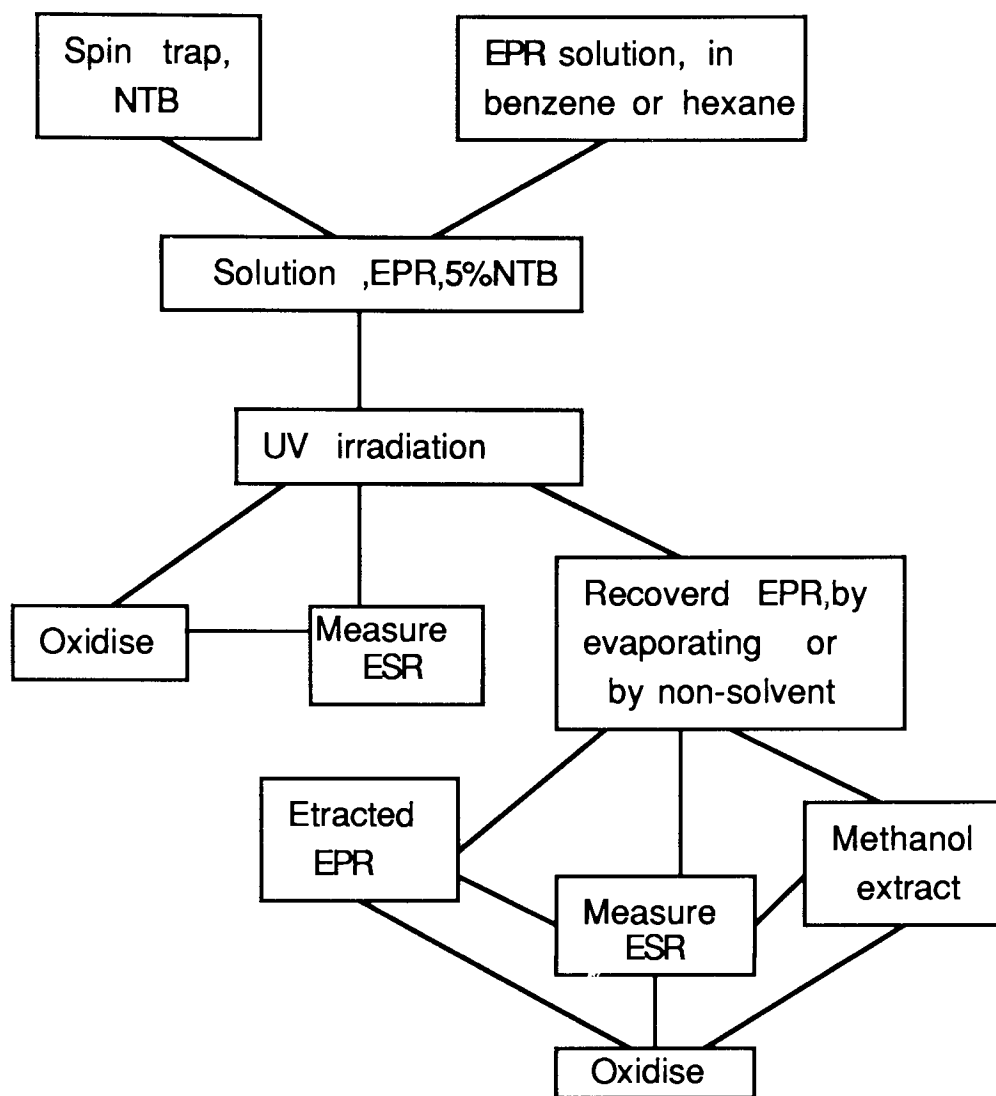 Spin trap,
NTB
EPR solution, in
benzene or hexane
Solution ,EPR,5%NTB
UV irradiation
Oxidise
Measure
ESR
Recoverd EPR,by
evaporating or
by non-solvent
Etracted
EPR
Measure
ESR
Methanol
extract
Oxidise